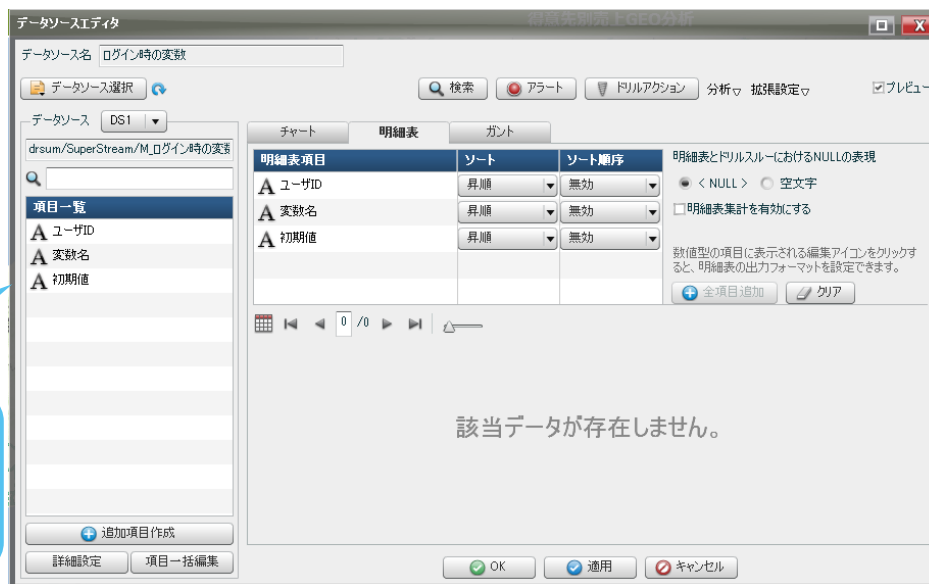 データソースエディタ
得意先別売上GEO分析
データソース名 ログイン時の変数
データソース選択 検索 アラート ドリルアクション 分析▽ 拡張設定▽ プレビュー
データソース DS1
drsum/SuperStream/M_ログイン時の変数
項目一覧
ユーザID
変数名
初期値
追加項目作成
詳細設定 項目一括編集
チャート 明細表 ガント
明細表項目 ソート ソート順序
ユーザID 昇順 無効
変数名 昇順 無効
初期値 昇順 無効
明細表とドリルスルーにおけるNULLの表現
< NULL > 空文字
明細表集計を有効にする
数値型の項目に表示される編集アイコンをクリックす
ると、明細表の出力フォーマットを設定できます。
全項目追加 クリア
0 /0
該当データが存在しません。
OK 適用 キャンセル